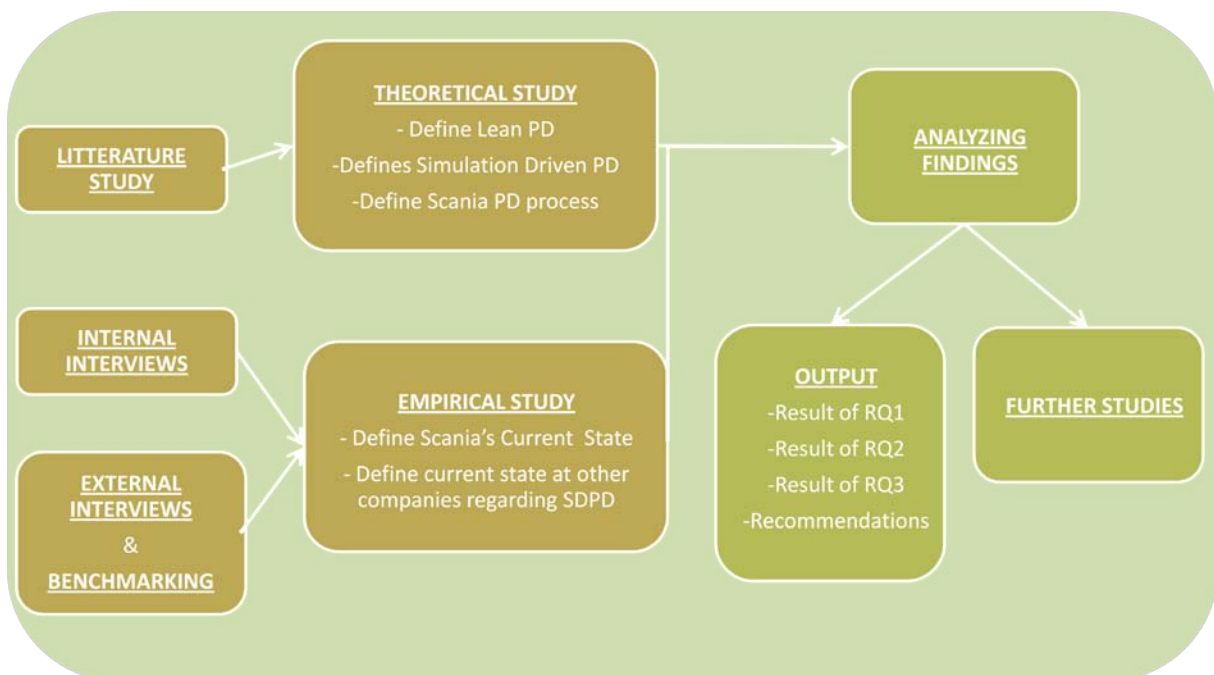 LITTERATURE
STUDY
THEORETICAL STUDY
- Define Lean PD
-Defines Simulation Driven PD
-Define Scania PD process
ANALYZING
FINDINGS
INTERNAL
INTERVIEWS
EXTERNAL
INTERVIEWS
&
BENCHMARKING
EMPIRICAL STUDY
- Define Scania's Current State
- Define current state at other
companies regarding SDPD
OUTPUT
-Result of RQ1
-Result of RQ2
-Result of RQ3
-Recommendations
FURTHER STUDIES